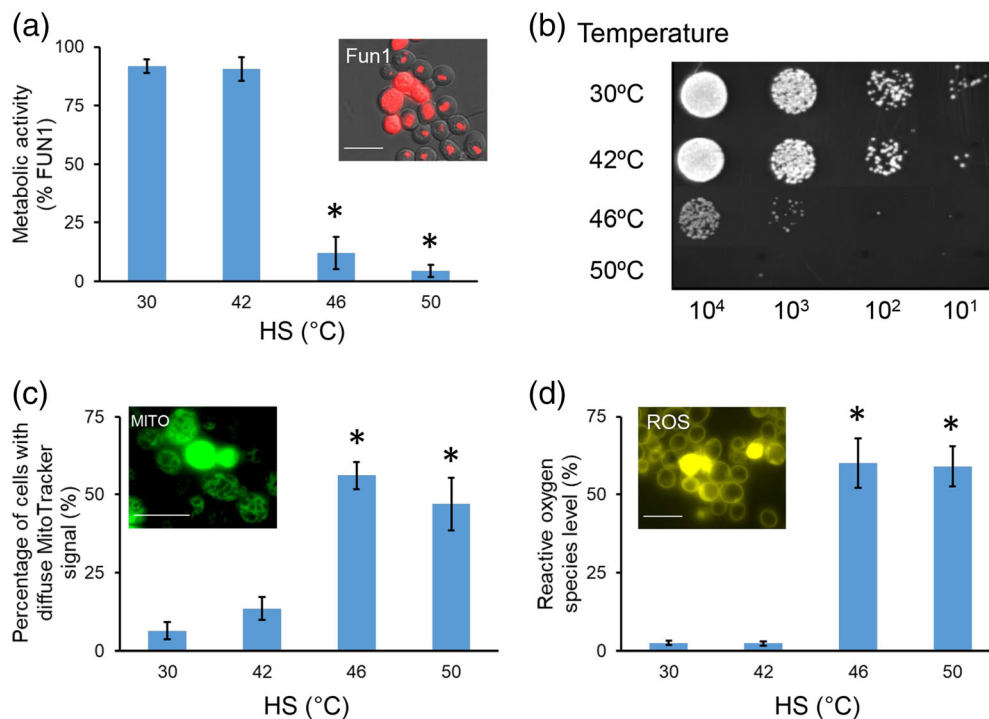 (a)
Metabolic activity
(% FUN1)
100
75
50
25
0
Fun1
*
*
30 42 46 50
HS (°C)
(b) Temperature
30ºC
42ºC
46ºC
50ºC
10⁴ 10³ 10² 10¹
(c)
Percentage of cells with
diffuse MitoTracker
signal (%)
75
50
25
0
MITO
*
*
30 42 46 50
HS (°C)
(d)
Reactive oxygen
species level (%)
75
50
25
0
ROS
*
*
30 42 46 50
HS (°C)